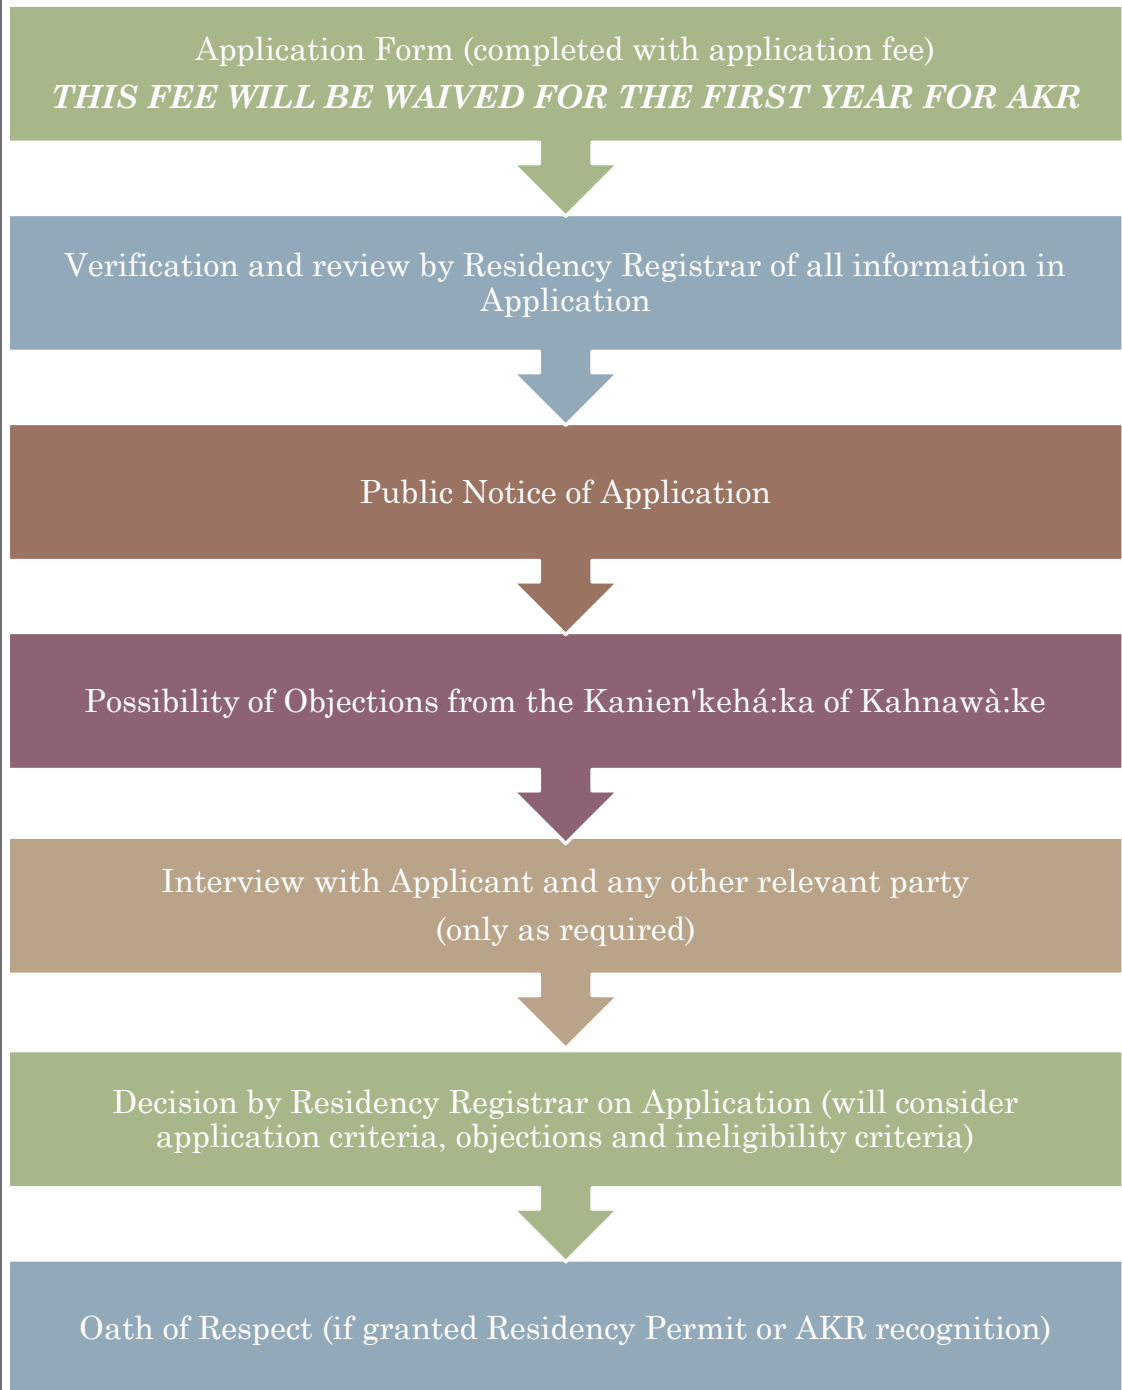 Application Form (completed with application fee)
THIS FEE WILL BE WAIVED FOR THE FIRST YEAR FOR AKR
Verification and review by Residency Registrar of all information in
Application
Public Notice of Application
Possibility of Objections from the Kanien'kehá:ka of Kahnawà:ke
Interview with Applicant and any other relevant party
(only as required)
Decision by Residency Registrar on Application (will consider
application criteria, objections and ineligibility criteria)
Oath of Respect (if granted Residency Permit or AKR recognition)